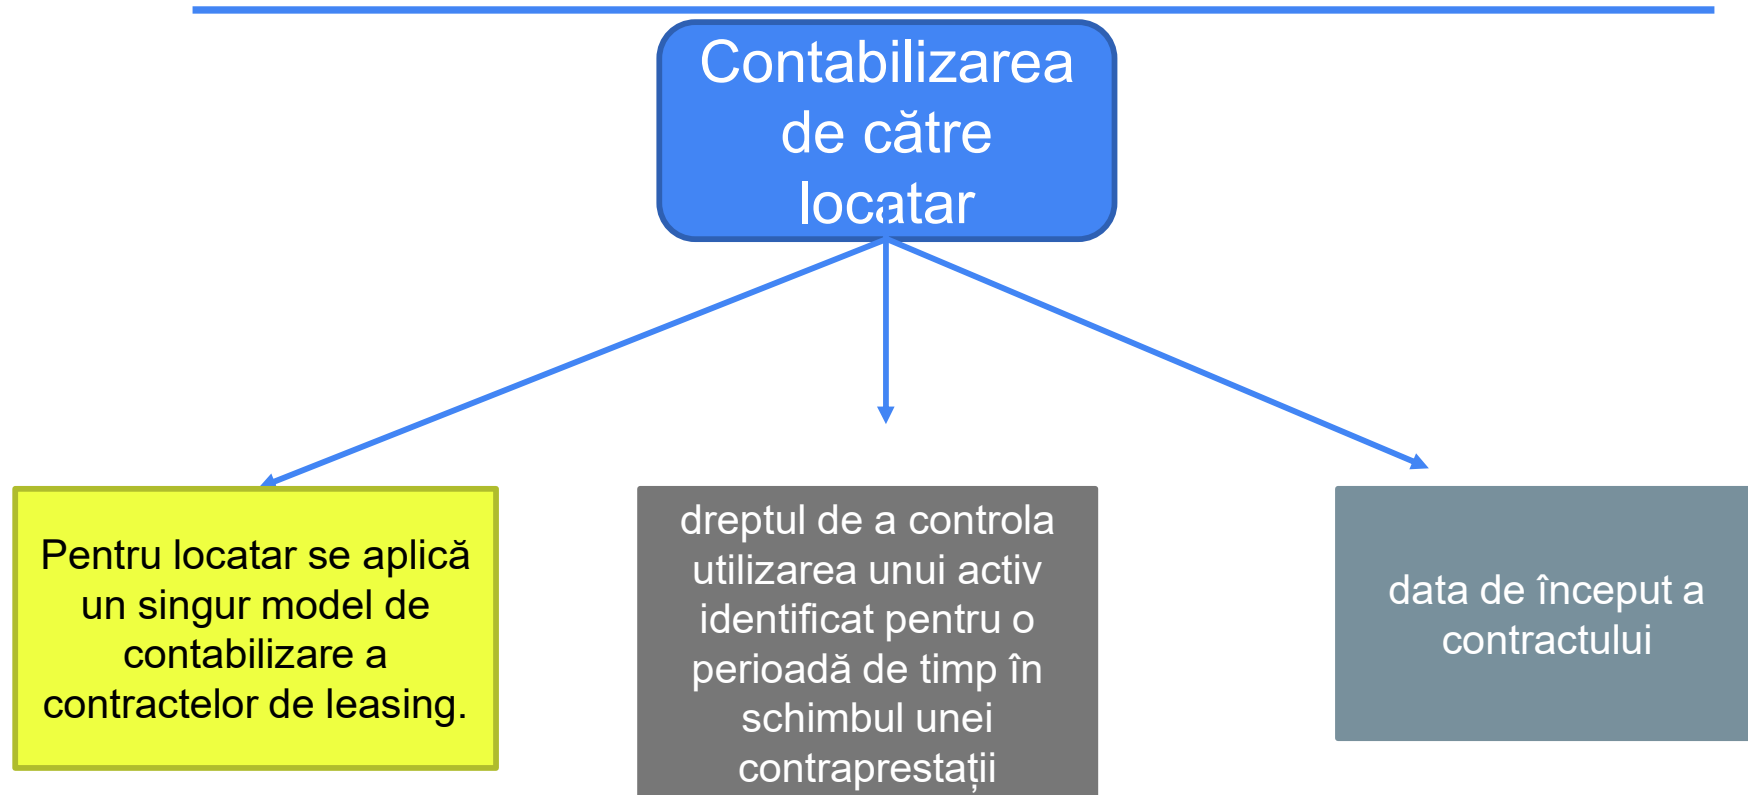 Contabilizarea
de către
locatar
Pentru locatar se aplică
un singur model de
contabilizare a
contractelor de leasing.
dreptul de a controla
utilizarea unui activ
identificat pentru o
perioadă de timp în
schimbul unei
contraprestații
data de început a
contractului